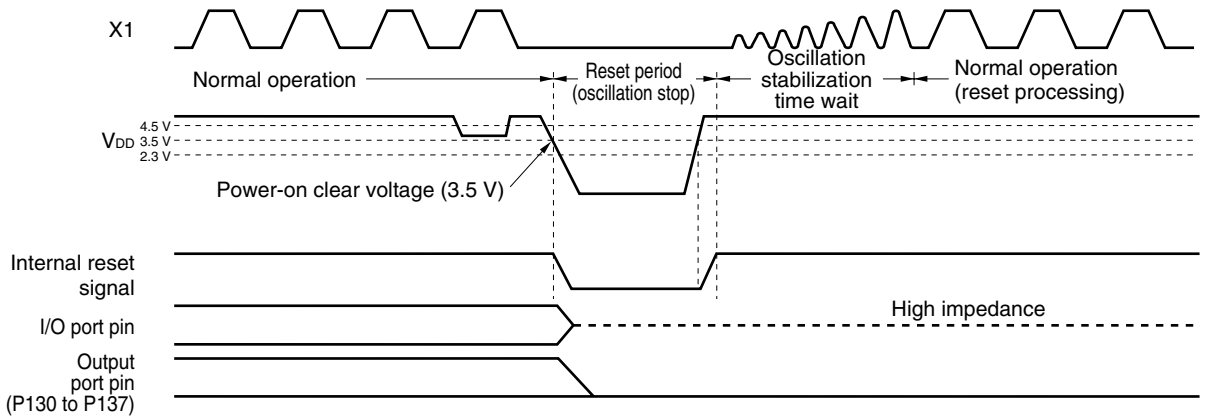 X1
Normal operation
Reset period
(oscillation stop)
Oscillation
stabilization
time wait
Normal operation
(reset processing)
VDD
4.5 V
3.5 V
2.3 V
Power-on clear voltage (3.5 V)
Internal reset
signal
I/O port pin
High impedance
Output
port pin
(P130 to P137)